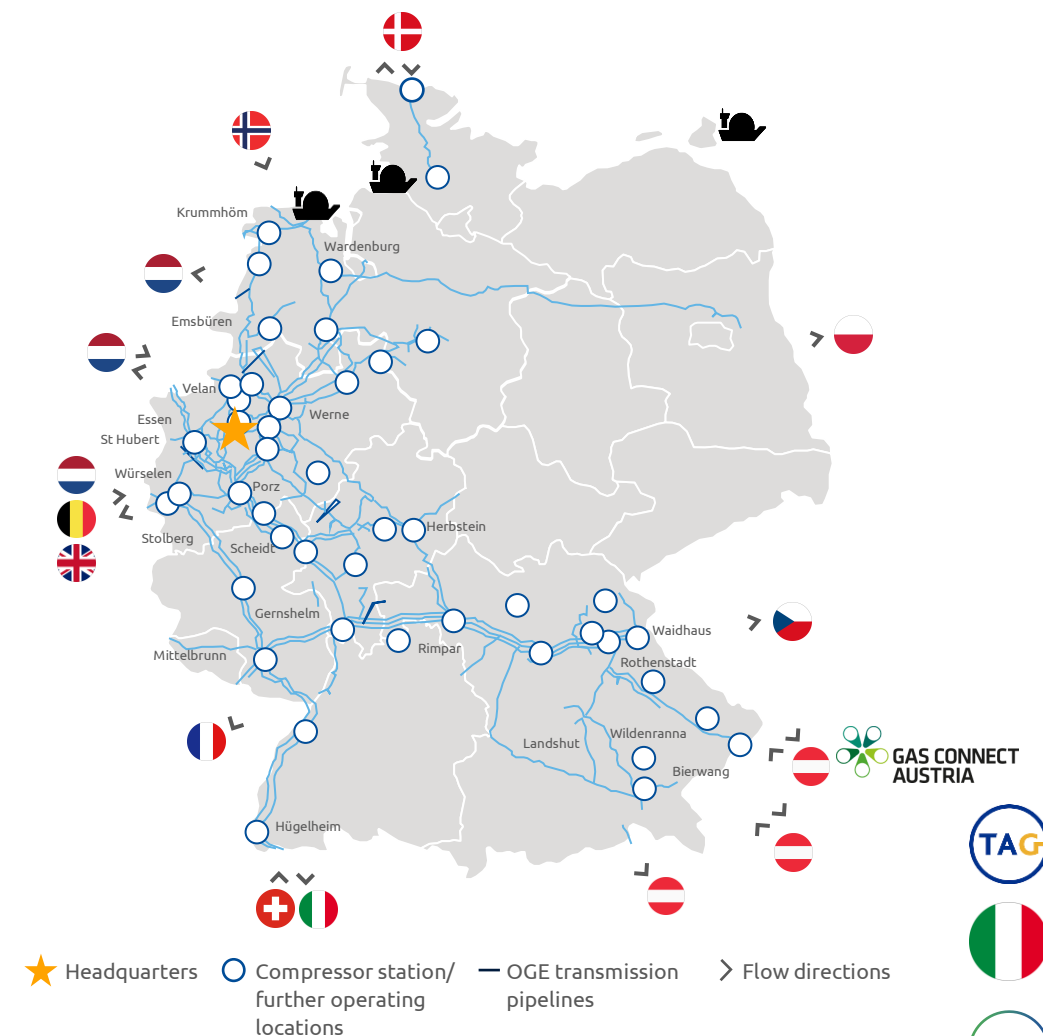 Krummhöm
Wardenburg
Emsbüren
Velan
Essen
Werne
St Hubert
Würselen
Porz
Herbstein
Stolberg
Scheidt
Gernshelm
Waidhaus
Rimpar
Mittelbrunn
Rothenstadt
Wildenranna
Landshut
GAS CONNECT
AUSTRIA
Bierwang
Hügelheim
TAG
Headquarters
Compressor station/
further operating
locations
OGE transmission
pipelines
Flow directions